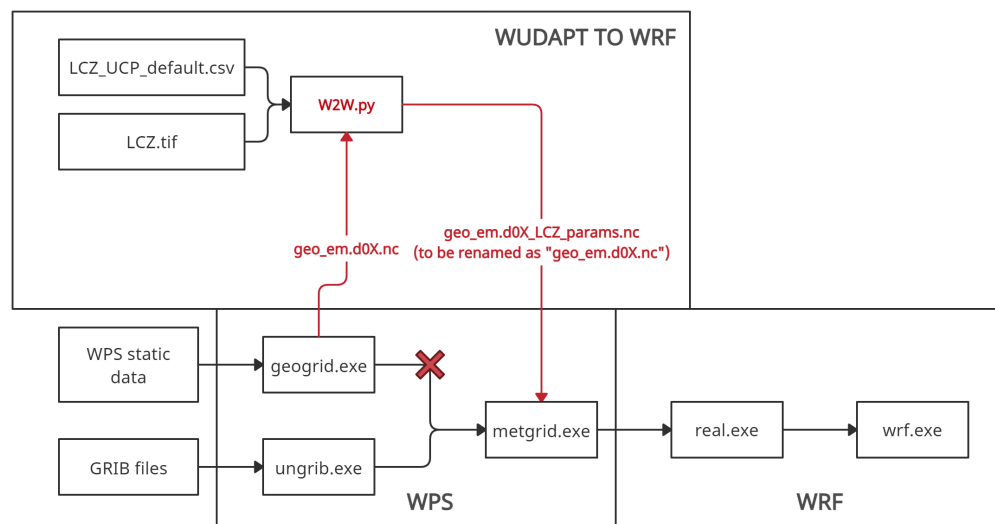 WUDAPT TO WRF
LCZ_UCP_default.csv
W2W.py
LCZ.tif
geo_em.d0X.nc
geo_em.d0X_LCZ_params.nc
(to be renamed as "geo_em.d0X.nc")
WPS static
data
geogrid.exe
metgrid.exe
real.exe
wrf.exe
GRIB files
ungrib.exe
WPS
WRF